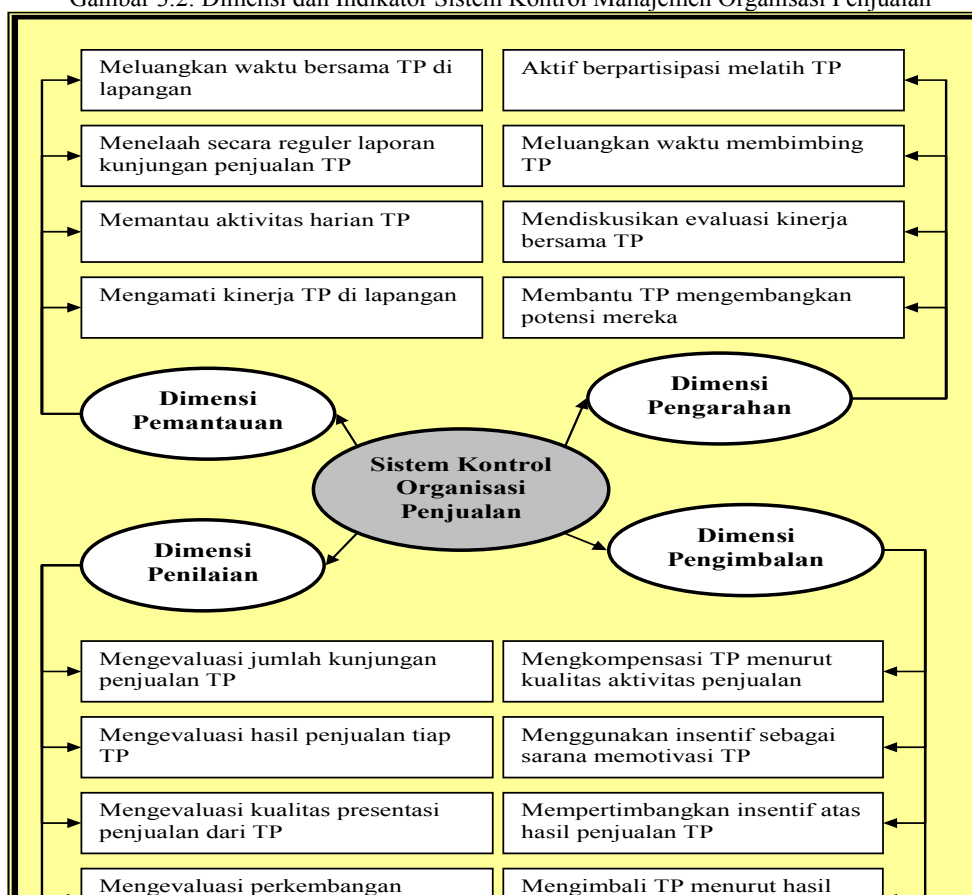 Gambar 3.2. Dimensi dan Indikator Sistem Kontrol Manajemen Organisasi Penjualan
Meluangkan waktu bersama TP di
lapangan
Menelaah secara reguler laporan
kunjungan penjualan TP
Memantau aktivitas harian TP
Mengamati kinerja TP di lapangan
Aktif berpartisipasi melatih TP
Meluangkan waktu membimbing
TP
Mendiskusikan evaluasi kinerja
bersama TP
Membantu TP mengembangkan
potensi mereka
Dimensi
Pemantauan
Dimensi
Pengarahan
Sistem Kontrol
Organisasi
Penjualan
Dimensi
Penilaian
Dimensi
Pengimbalan
Mengevaluasi jumlah kunjungan
penjualan TP
Mengevaluasi hasil penjualan tiap
TP
Mengevaluasi kualitas presentasi
penjualan dari TP
Mengevaluasi perkembangan
Mengkompensasi TP menurut
kualitas aktivitas penjualan
Menggunakan insentif sebagai
sarana memotivasi TP
Mempertimbangkan insentif atas
hasil penjualan TP
Mengimbali TP menurut hasil